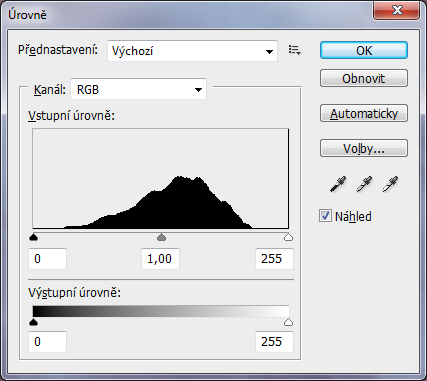 Úrovně
Přednastavení: Výchozí
OK
Obnovit
Automaticky
Volby...
Náhled
Kanál: RGB
Vstupní úrovně:
0 1,00 255
Výstupní úrovně:
0 255